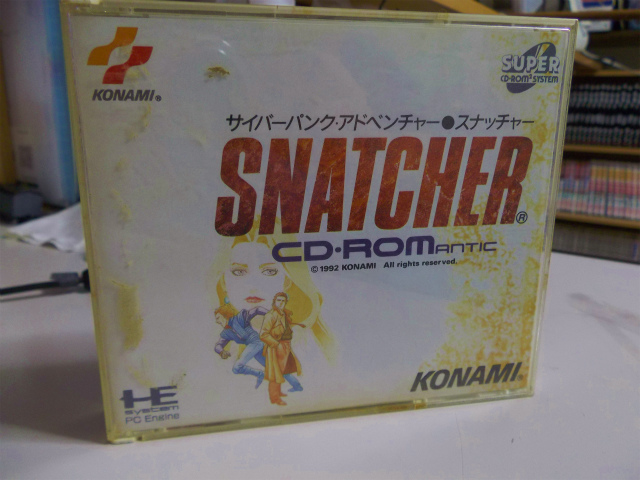 KONAMI®
SUPER
CD-ROM² SYSTEM
サイバーパンク・アドベンチャー●スナッチャー
SNATCHER®
CD・ROMANTIC
©1992 KONAMI All rights reserved.
HE
system
PC Engine
KONAMI